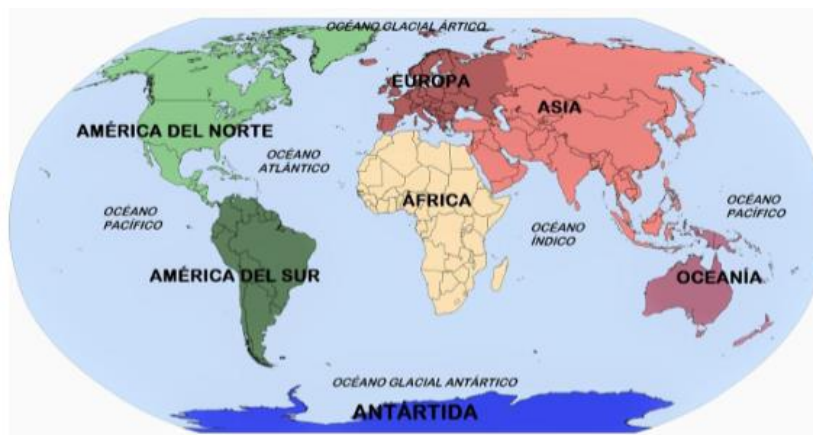 OCÉANO GLACIAL ÁRTICO
EUROPA
ASIA
AMÉRICA DEL NORTE
OCÉANO
ATLÁNTICO
ÁFRICA
OCÉANO
PACÍFICO
OCÉANO
PACÍFICO
OCÉANO
ÍNDICO
AMÉRICA DEL SUR
OCEANÍA
OCÉANO GLACIAL ANTÁRTICO
ANTÁRTIDA